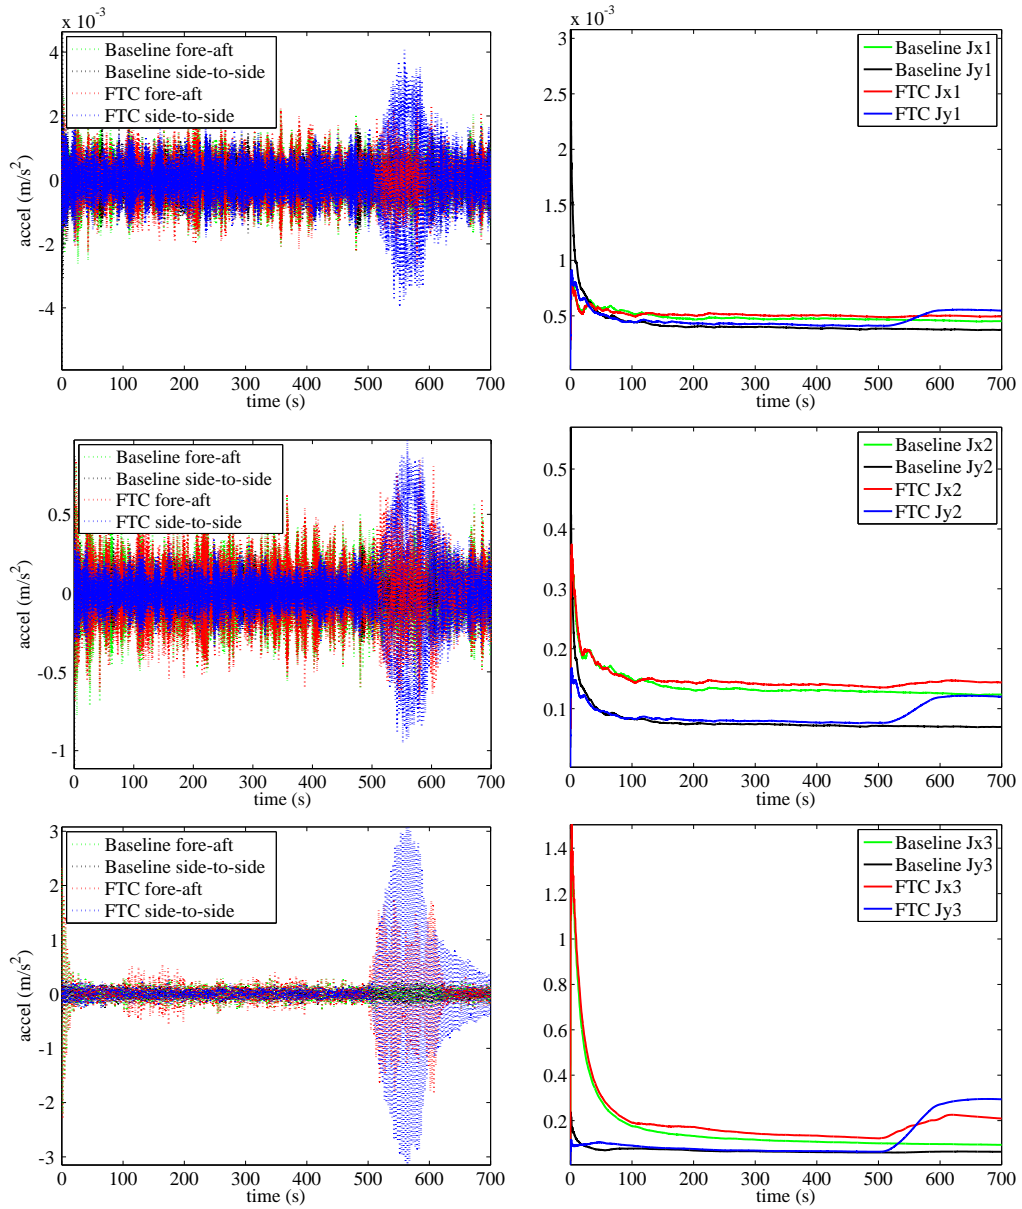 x 10⁻³
4
2
0
-2
-4
accel (m/s²)
Baseline fore-aft
Baseline side-to-side
FTC fore-aft
FTC side-to-side
0 100 200 300 400 500 600 700
time (s)
x 10⁻³
3
2.5
2
1.5
1
0.5
Baseline Jx1
Baseline Jy1
FTC Jx1
FTC Jy1
0 100 200 300 400 500 600 700
time (s)
0.5
0
-0.5
-1
accel (m/s²)
Baseline fore-aft
Baseline side-to-side
FTC fore-aft
FTC side-to-side
0 100 200 300 400 500 600 700
time (s)
0.5
0.4
0.3
0.2
0.1
Baseline Jx2
Baseline Jy2
FTC Jx2
FTC Jy2
0 100 200 300 400 500 600 700
time (s)
3
2
1
0
-1
-2
-3
accel (m/s²)
Baseline fore-aft
Baseline side-to-side
FTC fore-aft
FTC side-to-side
0 100 200 300 400 500 600 700
time (s)
1.4
1.2
1
0.8
0.6
0.4
0.2
Baseline Jx3
Baseline Jy3
FTC Jx3
FTC Jy3
0 100 200 300 400 500 600 700
time (s)